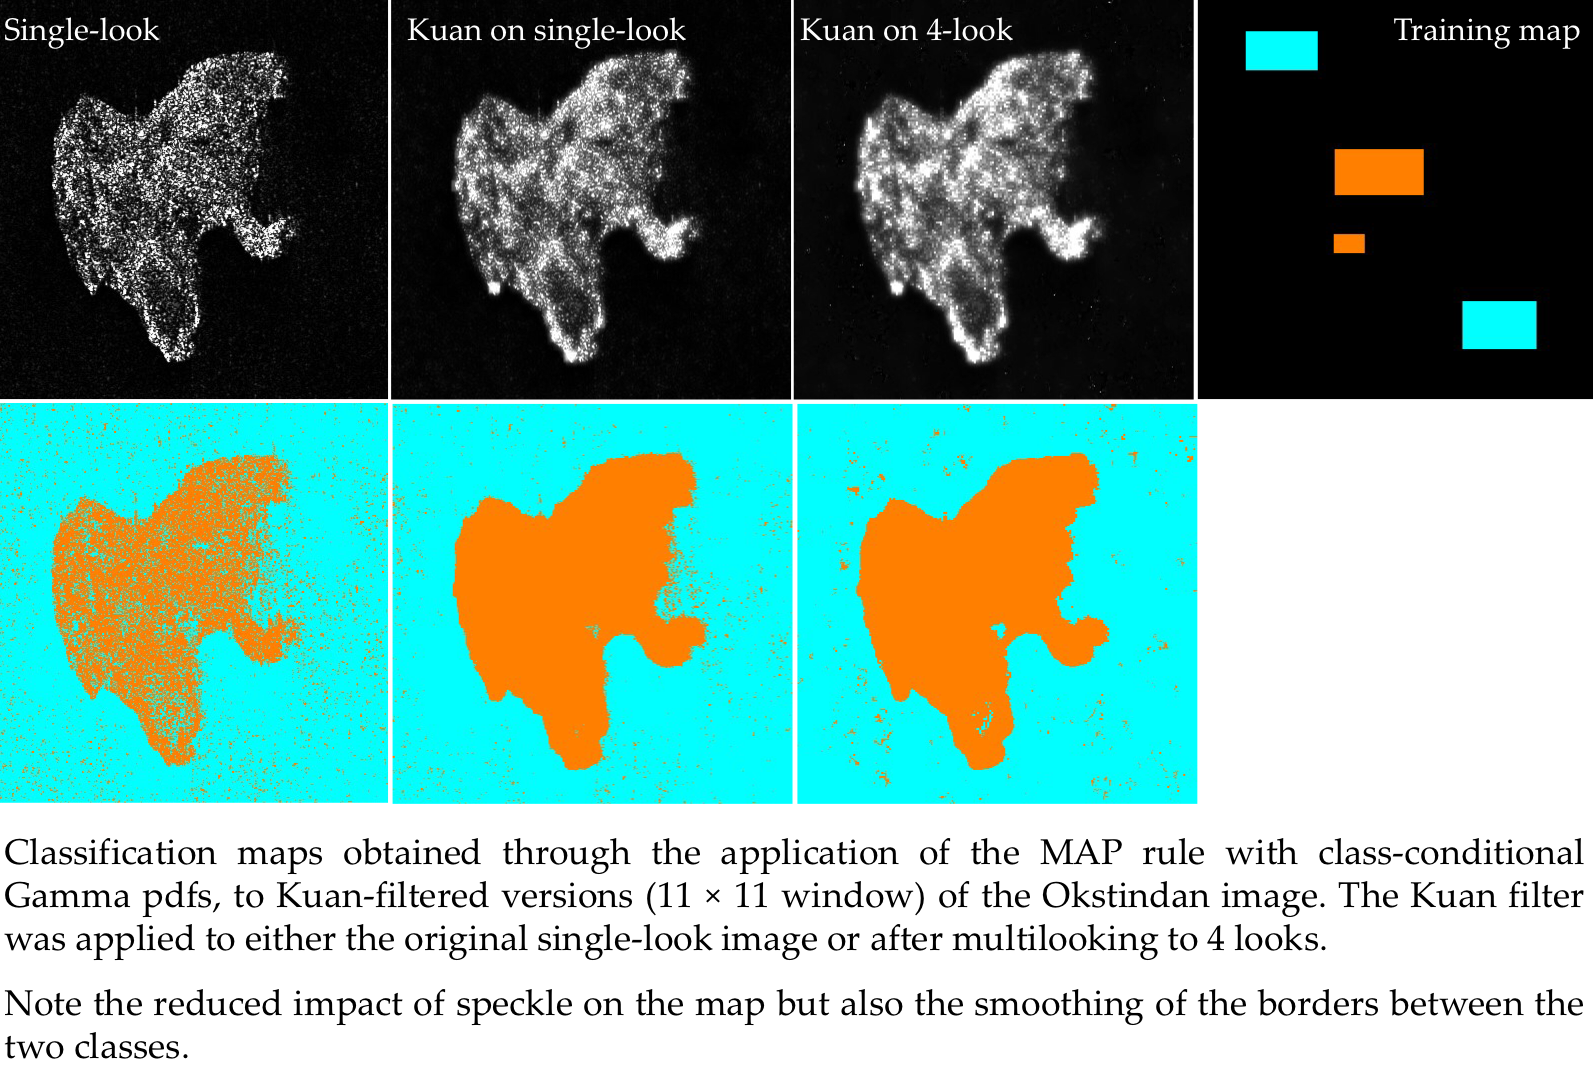 Single-look
Kuan on single-look
Kuan on 4-look
Training map
Classification maps obtained through the application of the MAP rule with class-conditional
Gamma pdfs, to Kuan-filtered versions (11 × 11 window) of the Okstindan image. The Kuan filter
was applied to either the original single-look image or after multilooking to 4 looks.
Note the reduced impact of speckle on the map but also the smoothing of the borders between the
two classes.